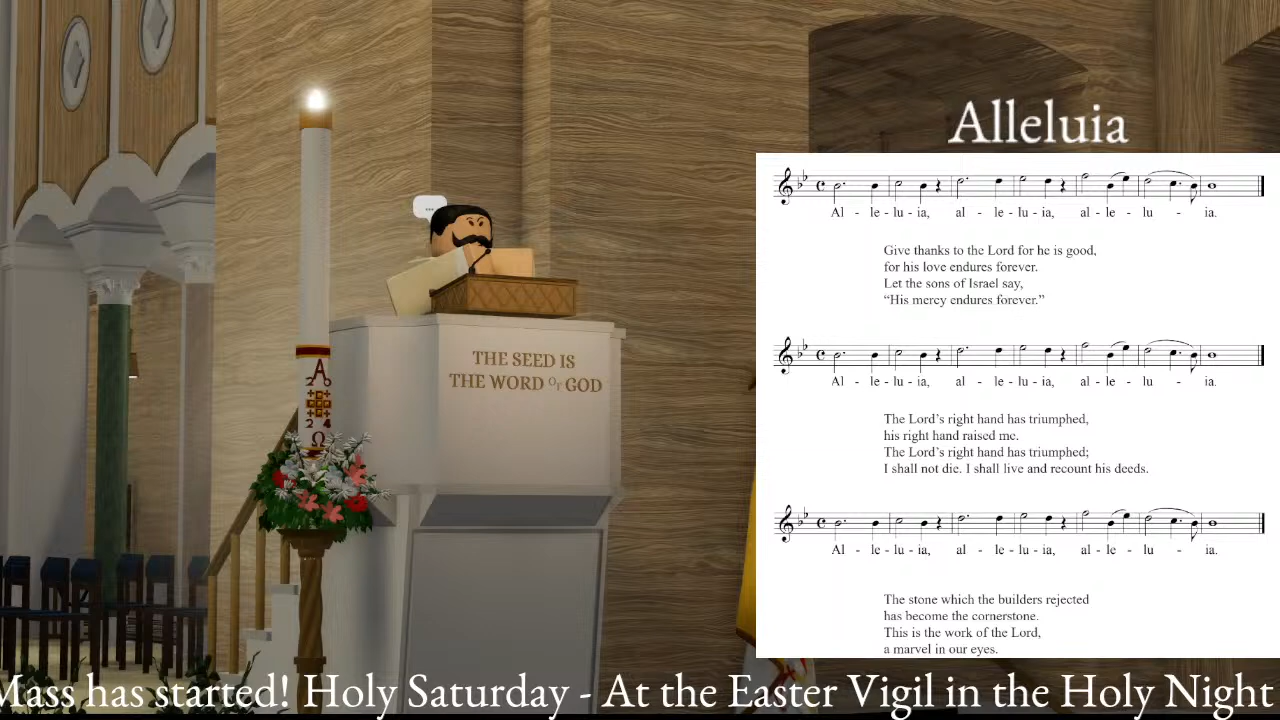 Alleluia
Al - le - lu - ia, al - le - lu - ia, al - le - lu - ia.
Give thanks to the Lord for he is good,
for his love endures forever.
Let the sons of Israel say,
“His mercy endures forever.”
Al - le - lu - ia, al - le - lu - ia, al - le - lu - ia.
The Lord’s right hand has triumphed,
his right hand raised me.
The Lord’s right hand has triumphed;
I shall not die. I shall live and recount his deeds.
Al - le - lu - ia, al - le - lu - ia, al - le - lu - ia.
The stone which the builders rejected
has become the cornerstone.
This is the work of the Lord,
a marvel in our eyes.
THE SEED IS
THE WORD OF GOD
Α
2 0
2 4
Ω
Mass has started! Holy Saturday - At the Easter Vigil in the Holy Night